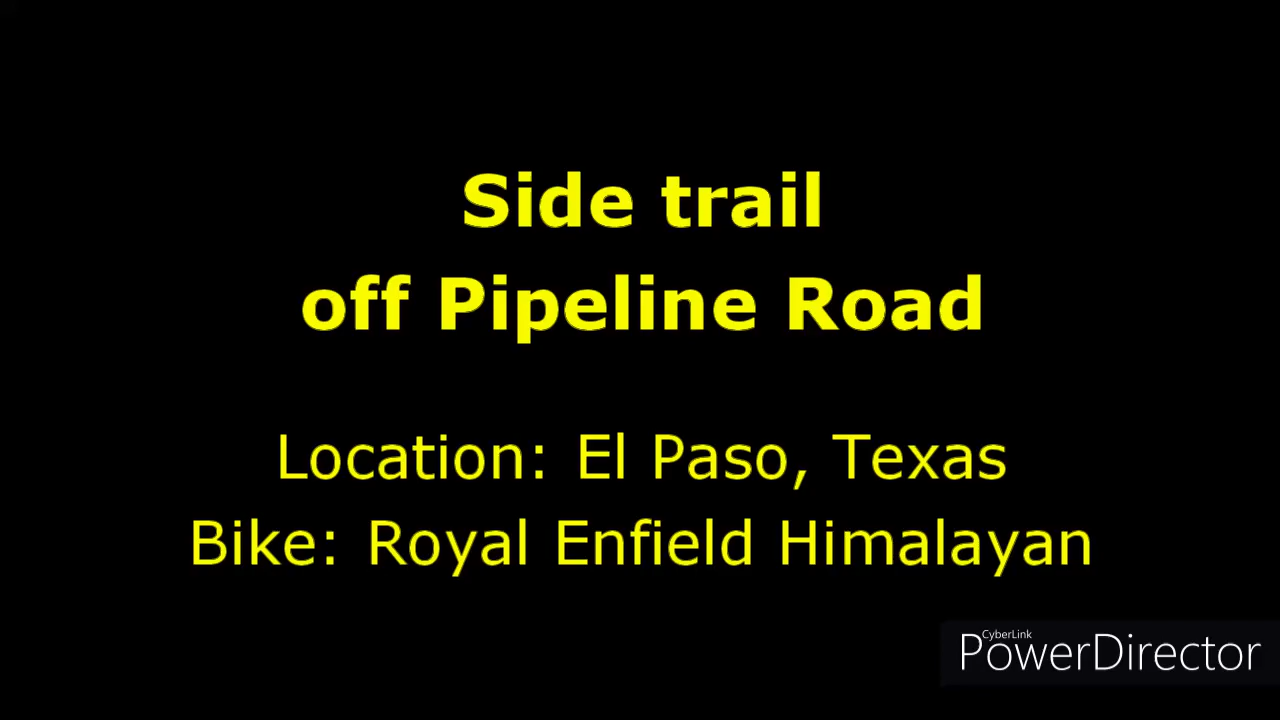 Side trail
off Pipeline Road
Location: El Paso, Texas
Bike: Royal Enfield Himalayan
CyberLink
PowerDirector